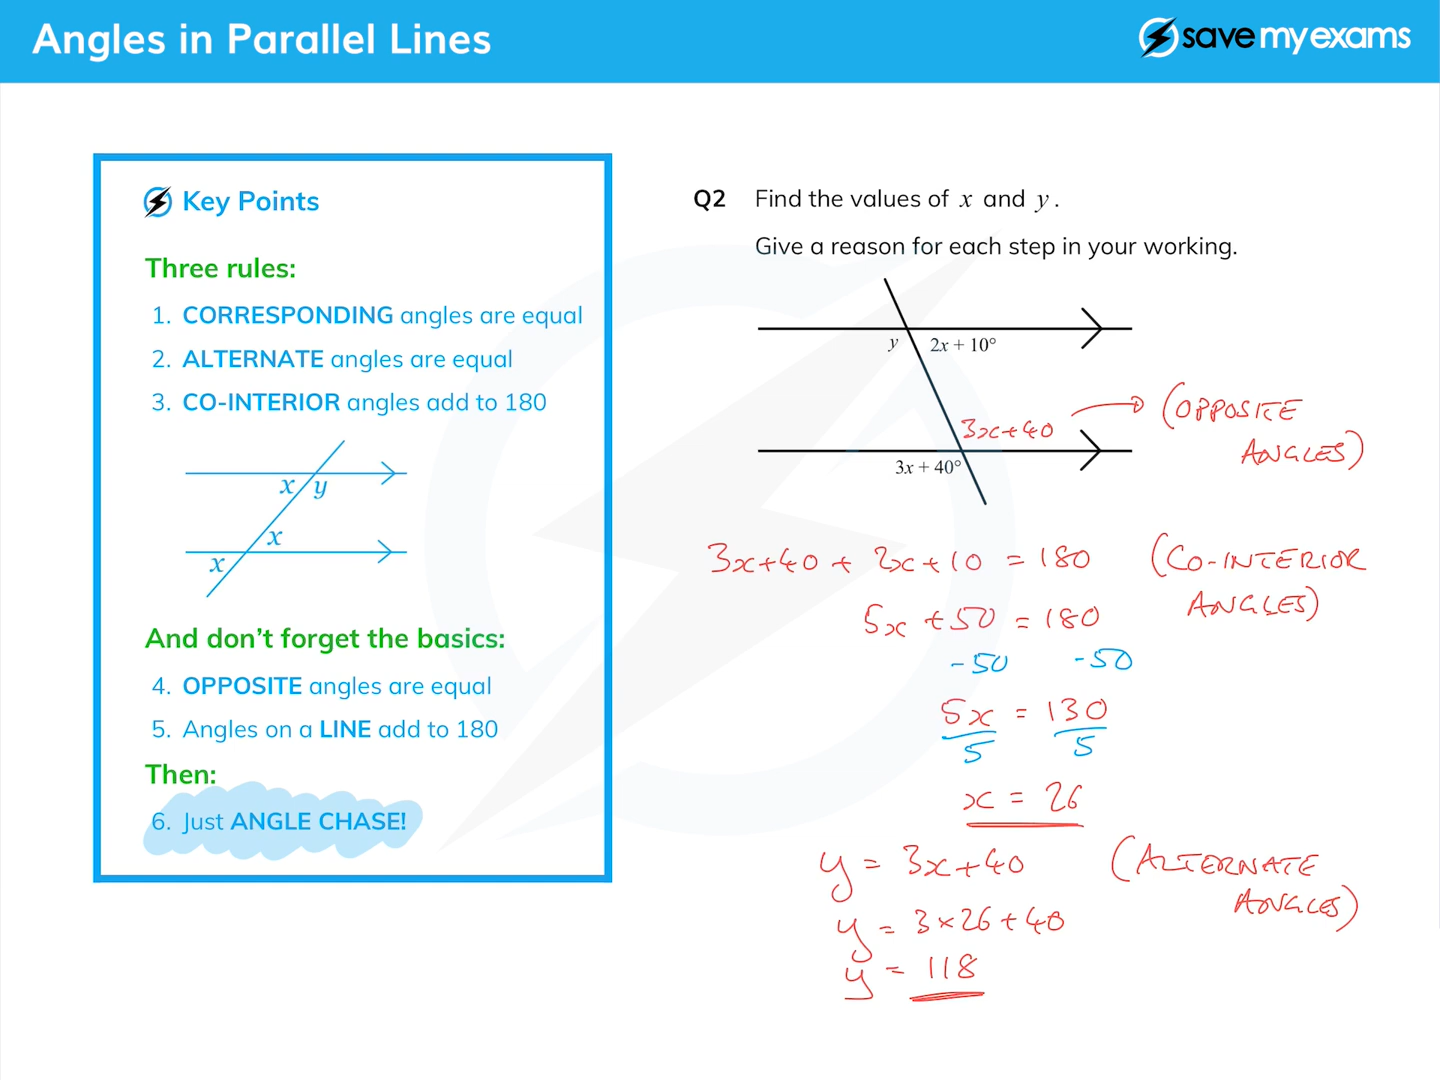 Angles in Parallel Lines
save my exams
Key Points
Three rules:
1. CORRESPONDING angles are equal
2. ALTERNATE angles are equal
3. CO-INTERIOR angles add to 180
x y
x
x
And don't forget the basics:
4. OPPOSITE angles are equal
5. Angles on a LINE add to 180
Then:
6. Just ANGLE CHASE!
Q2 Find the values of x and y.
Give a reason for each step in your working.
y 2x + 10°
3x+40 (OPPOSITE
ANGLES)
3x + 40°
3x+40 + 2x+10 = 180 (CO-INTERIOR
ANGLES)
5x +50 = 180
-50 -50
5x = 130
5 5
x = 26
y = 3x+40 (ALTERNATE
ANGLES)
y = 3×26+40
y = 118